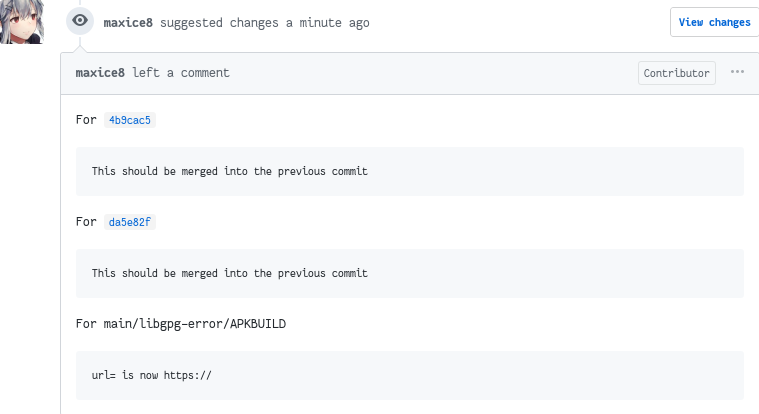 maxice8 suggested changes a minute ago
View changes
maxice8 left a comment
Contributor
For 4b9cac5
This should be merged into the previous commit
For da5e82f
This should be merged into the previous commit
For main/libgpg-error/APKBUILD
url= is now https://